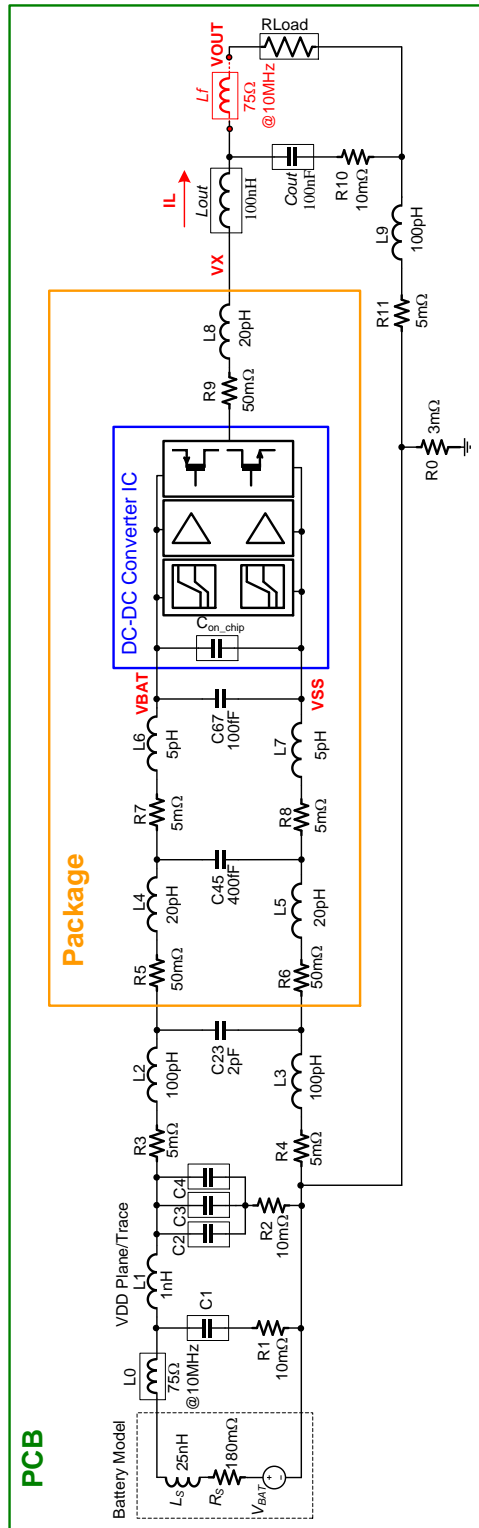 PCB
Battery Model
LS
25nH
RS
180mΩ
VBAT
+
-
L0
75Ω
@10MHz
C1
R1
10mΩ
VDD Plane/Trace
L1
1nH
C2
C3
C4
R2
10mΩ
R3
5mΩ
L2
100pH
R4
5mΩ
L3
100pH
C23
2pF
Package
R5
50mΩ
L4
20pH
R6
50mΩ
L5
20pH
C45
400fF
R7
5mΩ
L6
5pH
R8
5mΩ
L7
5pH
C67
100fF
VBAT
VSS
DC-DC Converter IC
Con_chip
R9
50mΩ
L8
20pH
VX
IL
Lout
100nH
Cout
100nF
R10
10mΩ
Lf
75Ω
@10MHz
VOUT
RLoad
L9
100pH
R11
5mΩ
R0
3mΩ